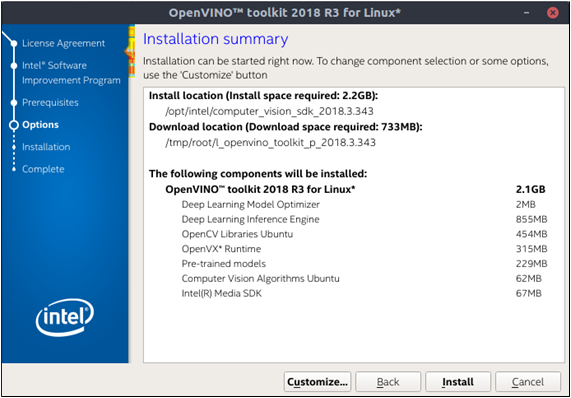 OpenVINO™ toolkit 2018 R3 for Linux*
License Agreement
Intel® Software
Improvement Program
Prerequisites
Options
Installation
Complete
intel®
Installation summary
Installation can be started right now. To change component selection or some options,
use the 'Customize' button
Install location (Install space required: 2.2GB):
/opt/intel/computer_vision_sdk_2018.3.343
Download location (Download space required: 733MB):
/tmp/root/l_openvino_toolkit_p_2018.3.343
The following components will be installed:
OpenVINO™ toolkit 2018 R3 for Linux* 2.1GB
Deep Learning Model Optimizer 2MB
Deep Learning Inference Engine 855MB
OpenCV Libraries Ubuntu 454MB
OpenVX* Runtime 315MB
Pre-trained models 229MB
Computer Vision Algorithms Ubuntu 62MB
Intel(R) Media SDK 67MB
Customize... Back Install Cancel